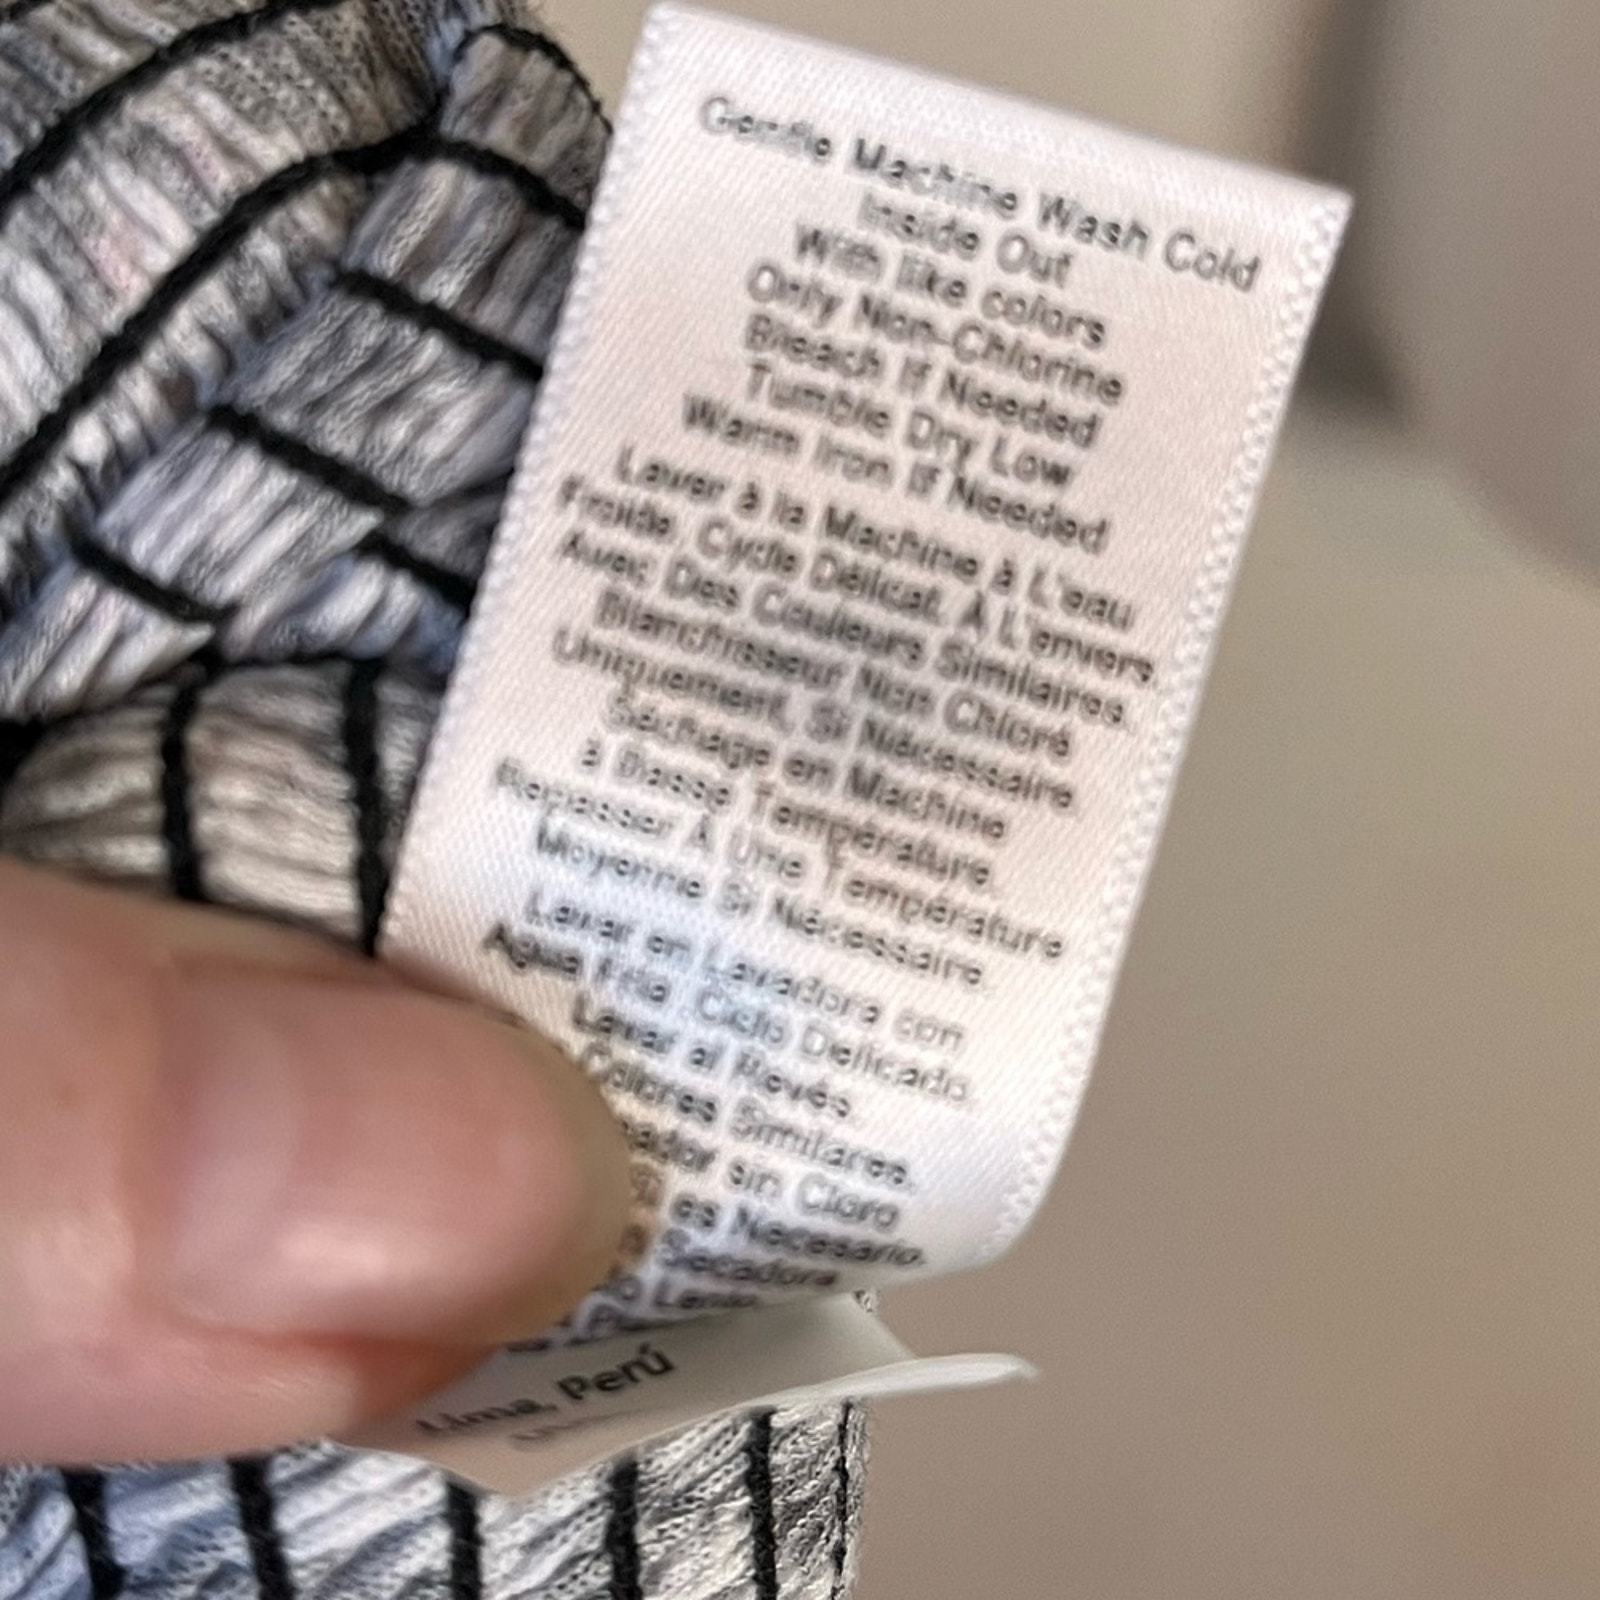 Gentle Machine Wash Cold
Inside Out
With like colors
Only Non-Chlorine
Bleach If Needed
Tumble Dry Low
Warm Iron If Needed
Laver à la Machine à L'eau
Froide, Cycle Délicat. À L'envers
Avec Des Couleurs Similaires.
Blanchisseur Non Chloré
Uniquement, Si Nécessaire.
Séchage en Machine
à Basse Température.
Repasser À Une Température
Moyenne Si Nécessaire.
Lavar en Lavadora con
Agua Fría. Ciclo Delicado.
Lavar al Revés.
Colores Similares.
sin Cloro
es Necesario.
Secadora
Lento.
Lima, Perú